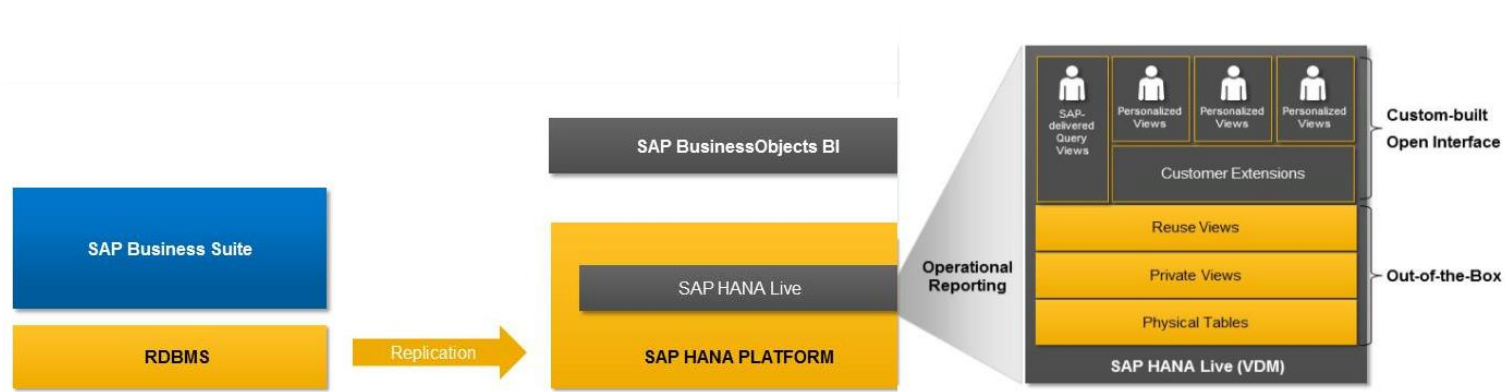 SAP Business Suite
RDBMS
Replication
SAP BusinessObjects BI
SAP HANA Live
SAP HANA PLATFORM
Operational
Reporting
SAP-
delivered
Query
Views
Personalized
Views
Personalized
Views
Personalized
Views
Customer Extensions
Reuse Views
Private Views
Physical Tables
SAP HANA Live (VDM)
Custom-built
Open Interface
Out-of-the-Box